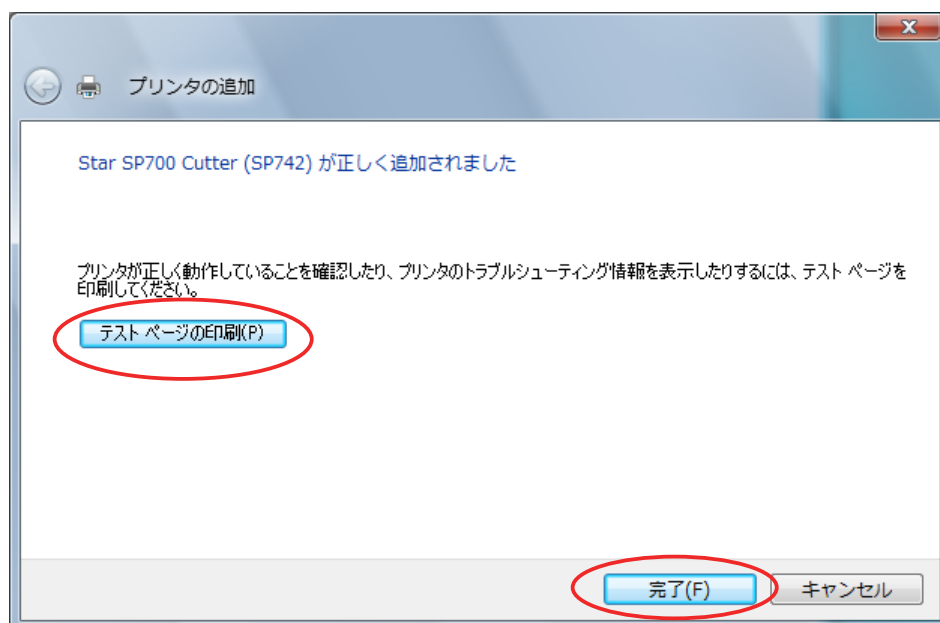 プリンタの追加
Star SP700 Cutter (SP742) が正しく追加されました
プリンタが正しく動作していることを確認したり、プリンタのトラブルシューティング情報を表示したりするには、テスト ページを
印刷してください。
テスト ページの印刷(P)
完了(F)
キャンセル